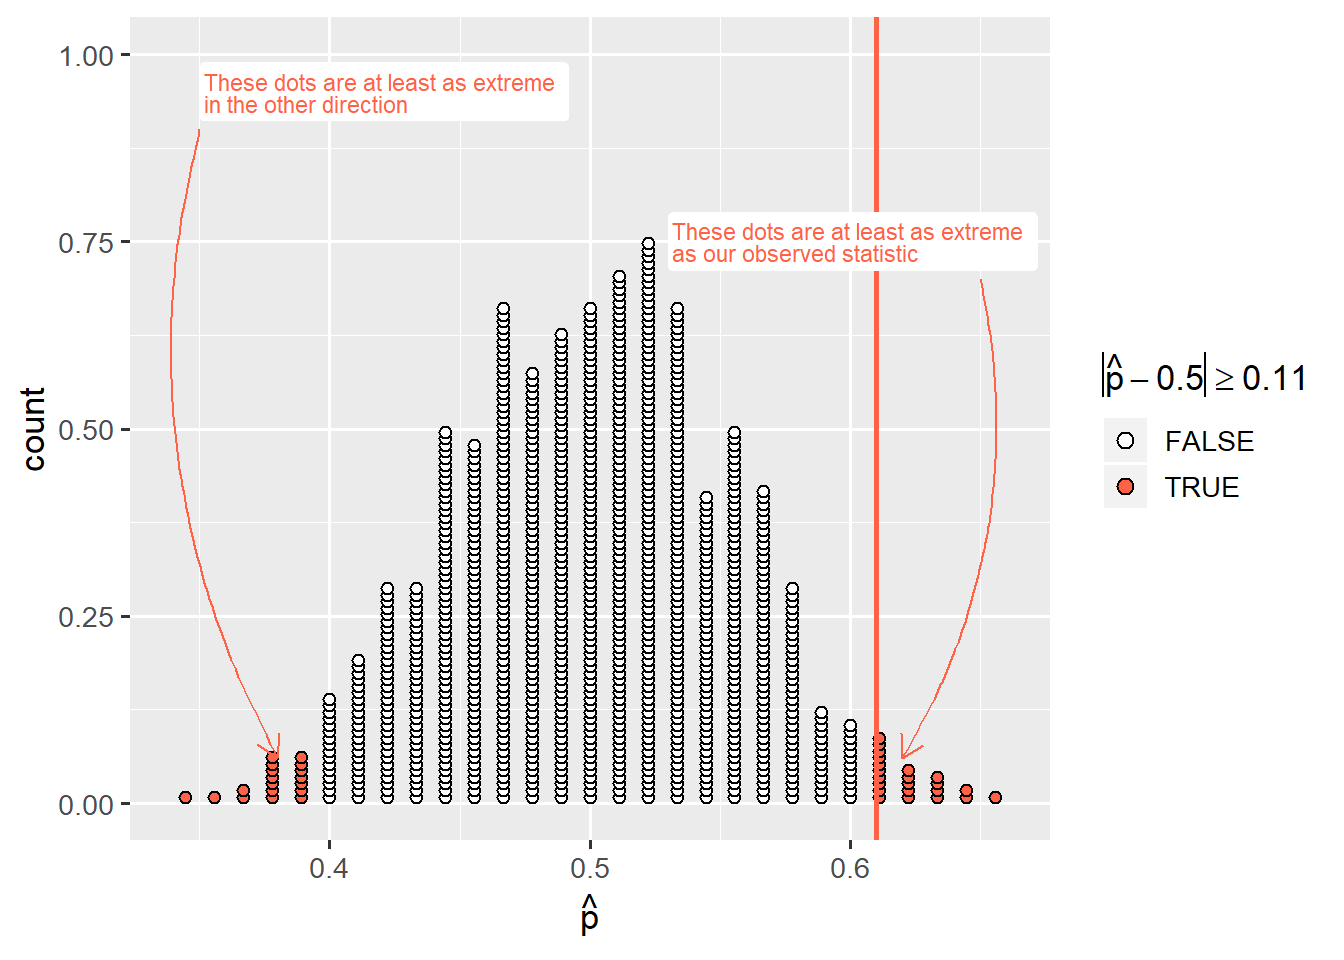 1.00
These dots are at least as extreme
in the other direction
0.75
These dots are at least as extreme
as our observed statistic
0.50
0.25
0.00
count
0.4
0.5
0.6
p̂
|p̂ − 0.5| ≥ 0.11
FALSE
TRUE